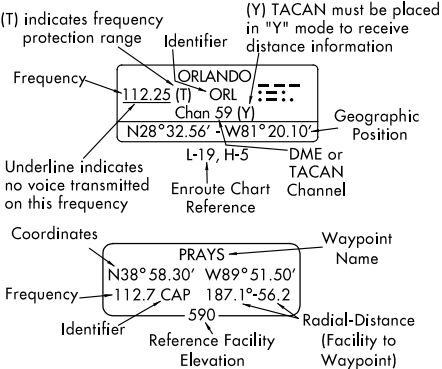 (T) indicates frequency
protection range
Identifier
(Y) TACAN must be placed
in "Y" mode to receive
distance information
Frequency
ORLANDO
112.25 (T) ORL
Chan 59 (Y)
N28°32.56′ - W81°20.10′
Geographic
Position
Underline indicates
no voice transmitted
on this frequency
L-19, H-5
DME or
TACAN
Channel
Enroute Chart
Reference
Coordinates
PRAYS
Waypoint
Name
N38°58.30′ W89°51.50′
Frequency
112.7 CAP 187.1°-56.2
Identifier
590
Radial-Distance
(Facility to
Waypoint)
Reference Facility
Elevation